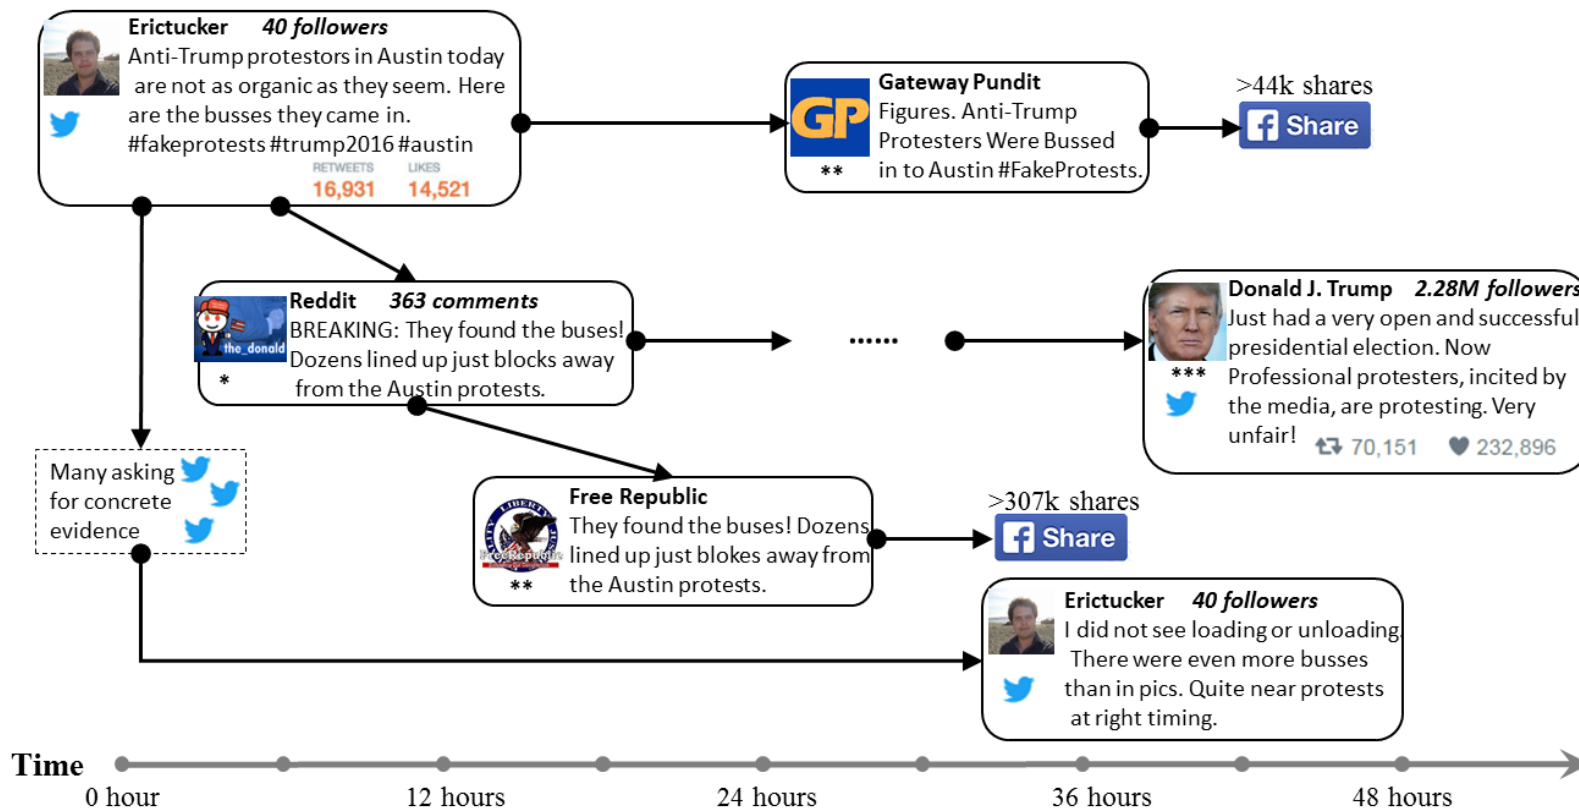 Erictucker 40 followers
Anti-Trump protestors in Austin today
are not as organic as they seem. Here
are the busses they came in.
#fakeprotests #trump2016 #austin
RETWEETS LIKES
16,931 14,521
GP
**
Gateway Pundit
Figures. Anti-Trump
Protesters Were Bussed
in to Austin #FakeProtests.
>44k shares
f Share
the_donald
*
Reddit 363 comments
BREAKING: They found the buses!
Dozens lined up just blocks away
from the Austin protests.
......
***
Donald J. Trump 2.28M followers
Just had a very open and successful
presidential election. Now
Professional protesters, incited by
the media, are protesting. Very
unfair!
70,151 232,896
Many asking
for concrete
evidence
LIBERTY
FreeRepublic
**
Free Republic
They found the buses! Dozens
lined up just blokes away from
the Austin protests.
>307k shares
f Share
Erictucker 40 followers
I did not see loading or unloading.
There were even more busses
than in pics. Quite near protests
at right timing.
Time
0 hour 12 hours 24 hours 36 hours 48 hours